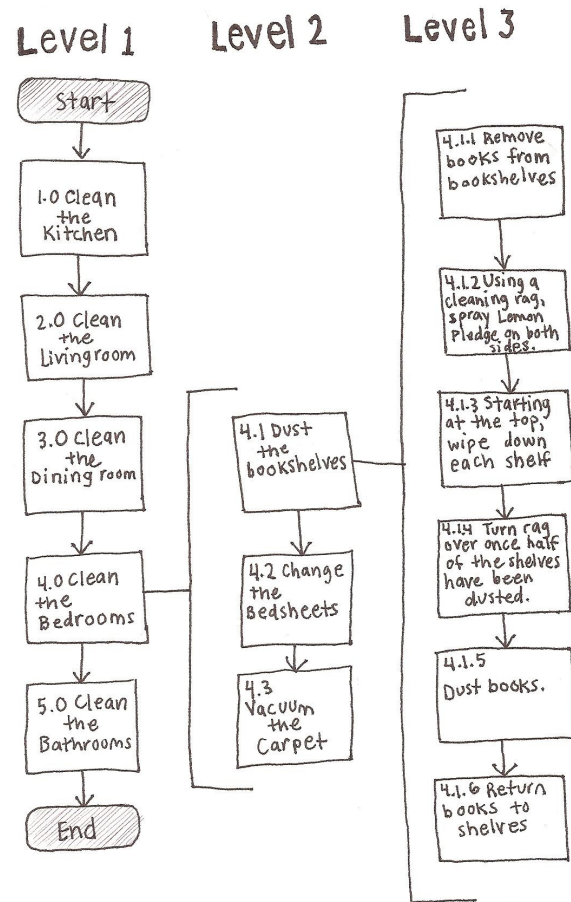 Level 1
Start
1.0 Clean
the
Kitchen
2.0 Clean
the
Livingroom
3.0 Clean
the
Dining room
4.0 Clean
the
Bedrooms
5.0 Clean
the
Bathrooms
End
Level 2
4.1 Dust
the
bookshelves
4.2 Change
the
Bedsheets
4.3
Vacuum
the
Carpet
Level 3
4.1.1 Remove
books from
bookshelves
4.1.2 Using a
cleaning rag,
spray Lemon
Pledge on both
sides.
4.1.3 Starting
at the top,
wipe down
each shelf
4.1.4 Turn rag
over once half
of the shelves
have been
dusted.
4.1.5
Dust books.
4.1.6 Return
books to
shelves